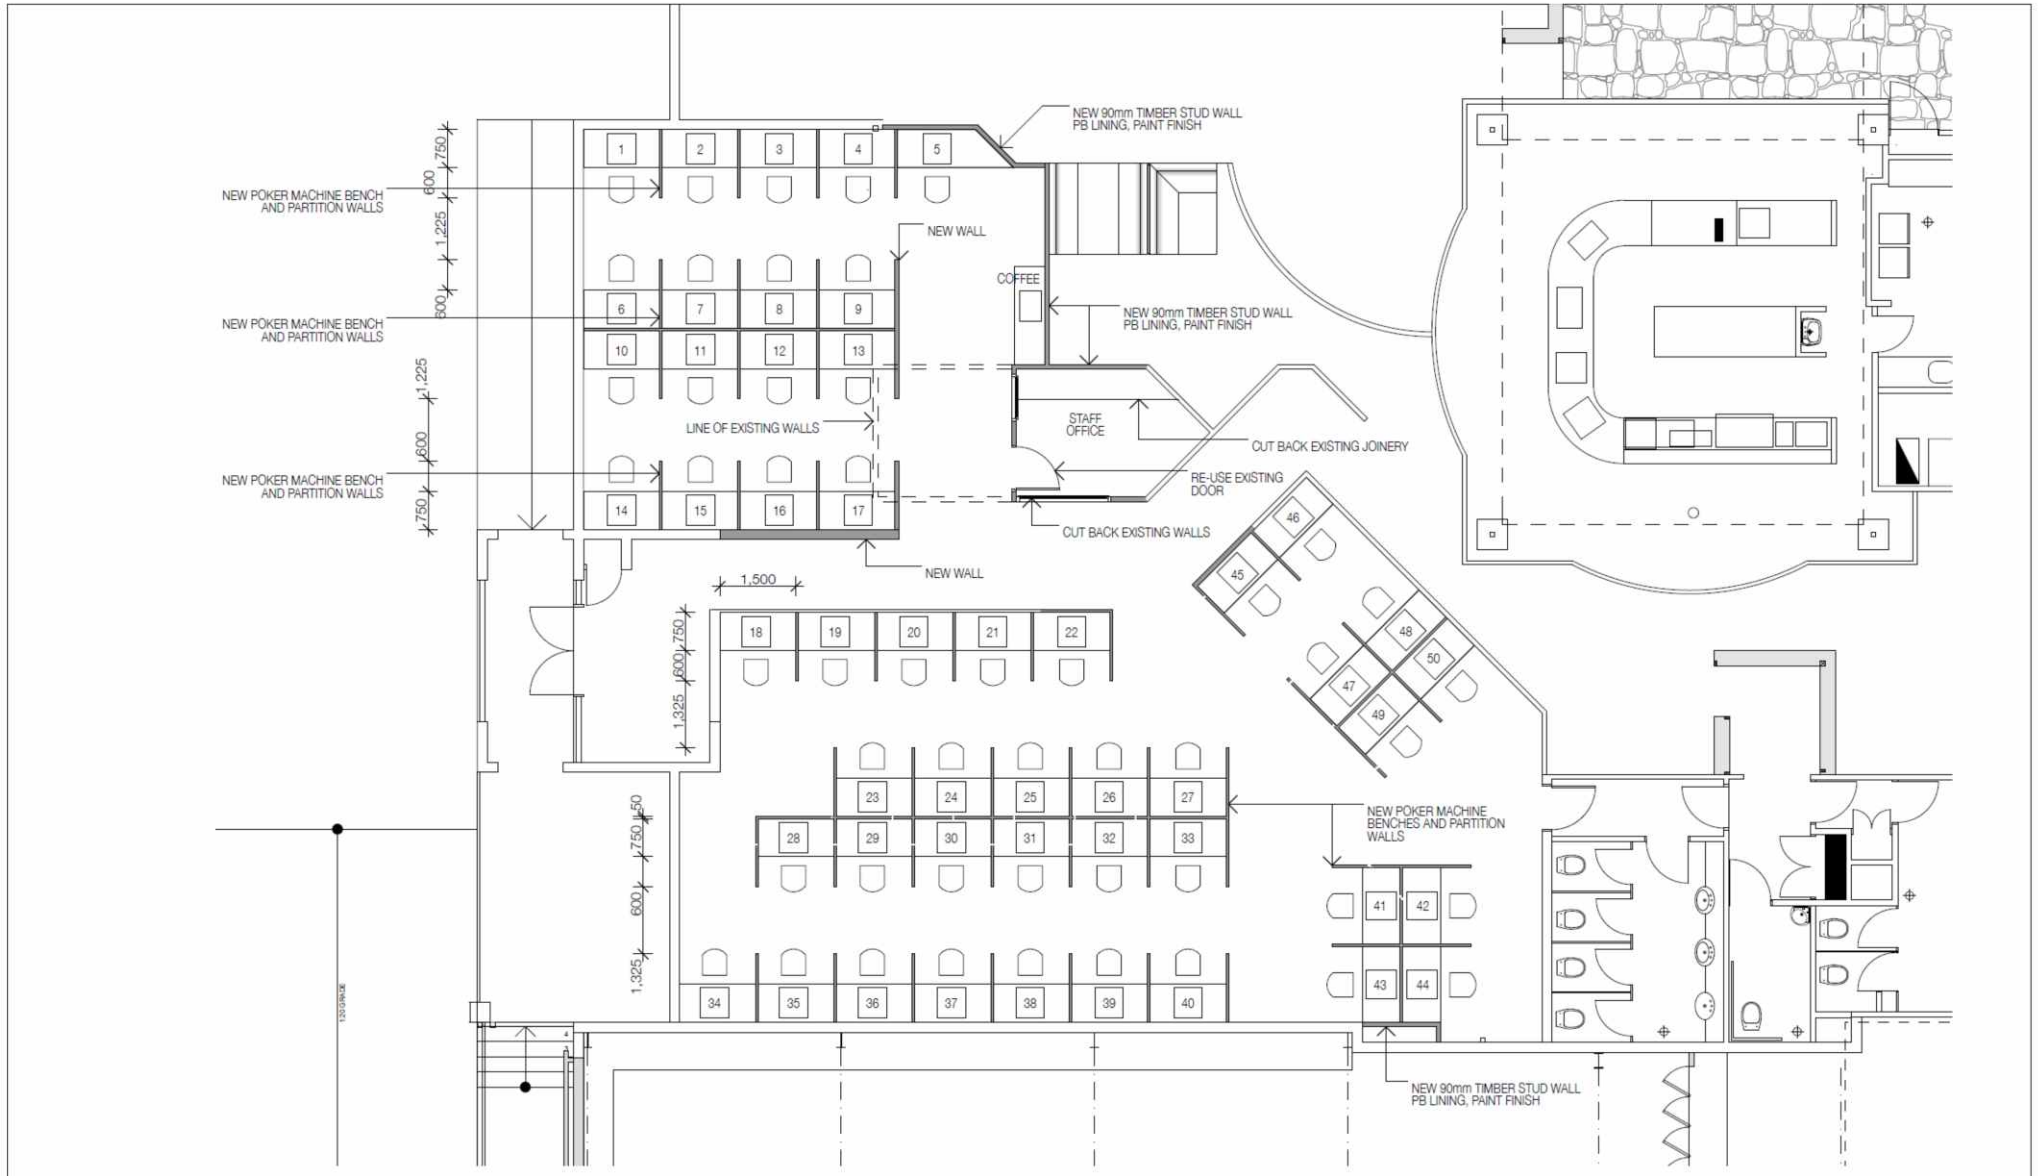 NEW 90mm TIMBER STUD WALL
PB LINING, PAINT FINISH
750
600
1,225
600
1 2 3 4 5
NEW POKER MACHINE BENCH
AND PARTITION WALLS
NEW WALL
COFFEE
6 7 8 9
NEW 90mm TIMBER STUD WALL
PB LINING, PAINT FINISH
NEW POKER MACHINE BENCH
AND PARTITION WALLS
10 11 12 13
1,225
600
750
LINE OF EXISTING WALLS
STAFF
OFFICE
CUT BACK EXISTING JOINERY
RE-USE EXISTING
DOOR
NEW POKER MACHINE BENCH
AND PARTITION WALLS
14 15 16 17
CUT BACK EXISTING WALLS
NEW WALL
46
45
1,500
750
600
1,325
18 19 20 21 22
48
50
47
49
23 24 25 26 27
NEW POKER MACHINE
BENCHES AND PARTITION
WALLS
150
750
600
1,325
28 29 30 31 32 33
41 42
43 44
34 35 36 37 38 39 40
120 GRADE
4
NEW 90mm TIMBER STUD WALL
PB LINING, PAINT FINISH